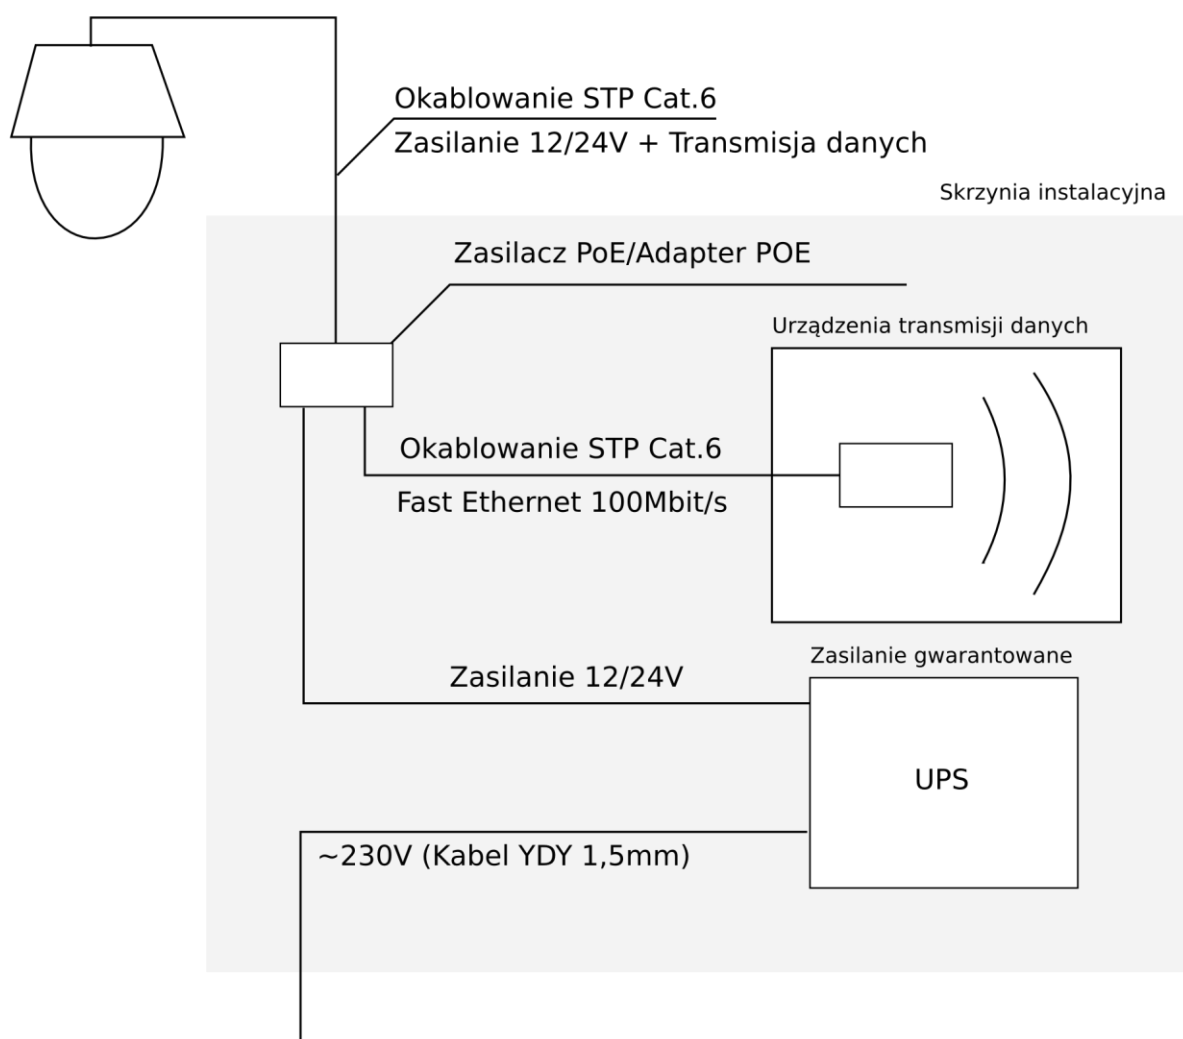 Okablowanie STP Cat.6
Zasilanie 12/24V + Transmisja danych
Skrzynia instalacyjna
Zasilacz PoE/Adapter POE
Urządzenia transmisji danych
Okablowanie STP Cat.6
Fast Ethernet 100Mbit/s
Zasilanie gwarantowane
Zasilanie 12/24V
UPS
~230V (Kabel YDY 1,5mm)